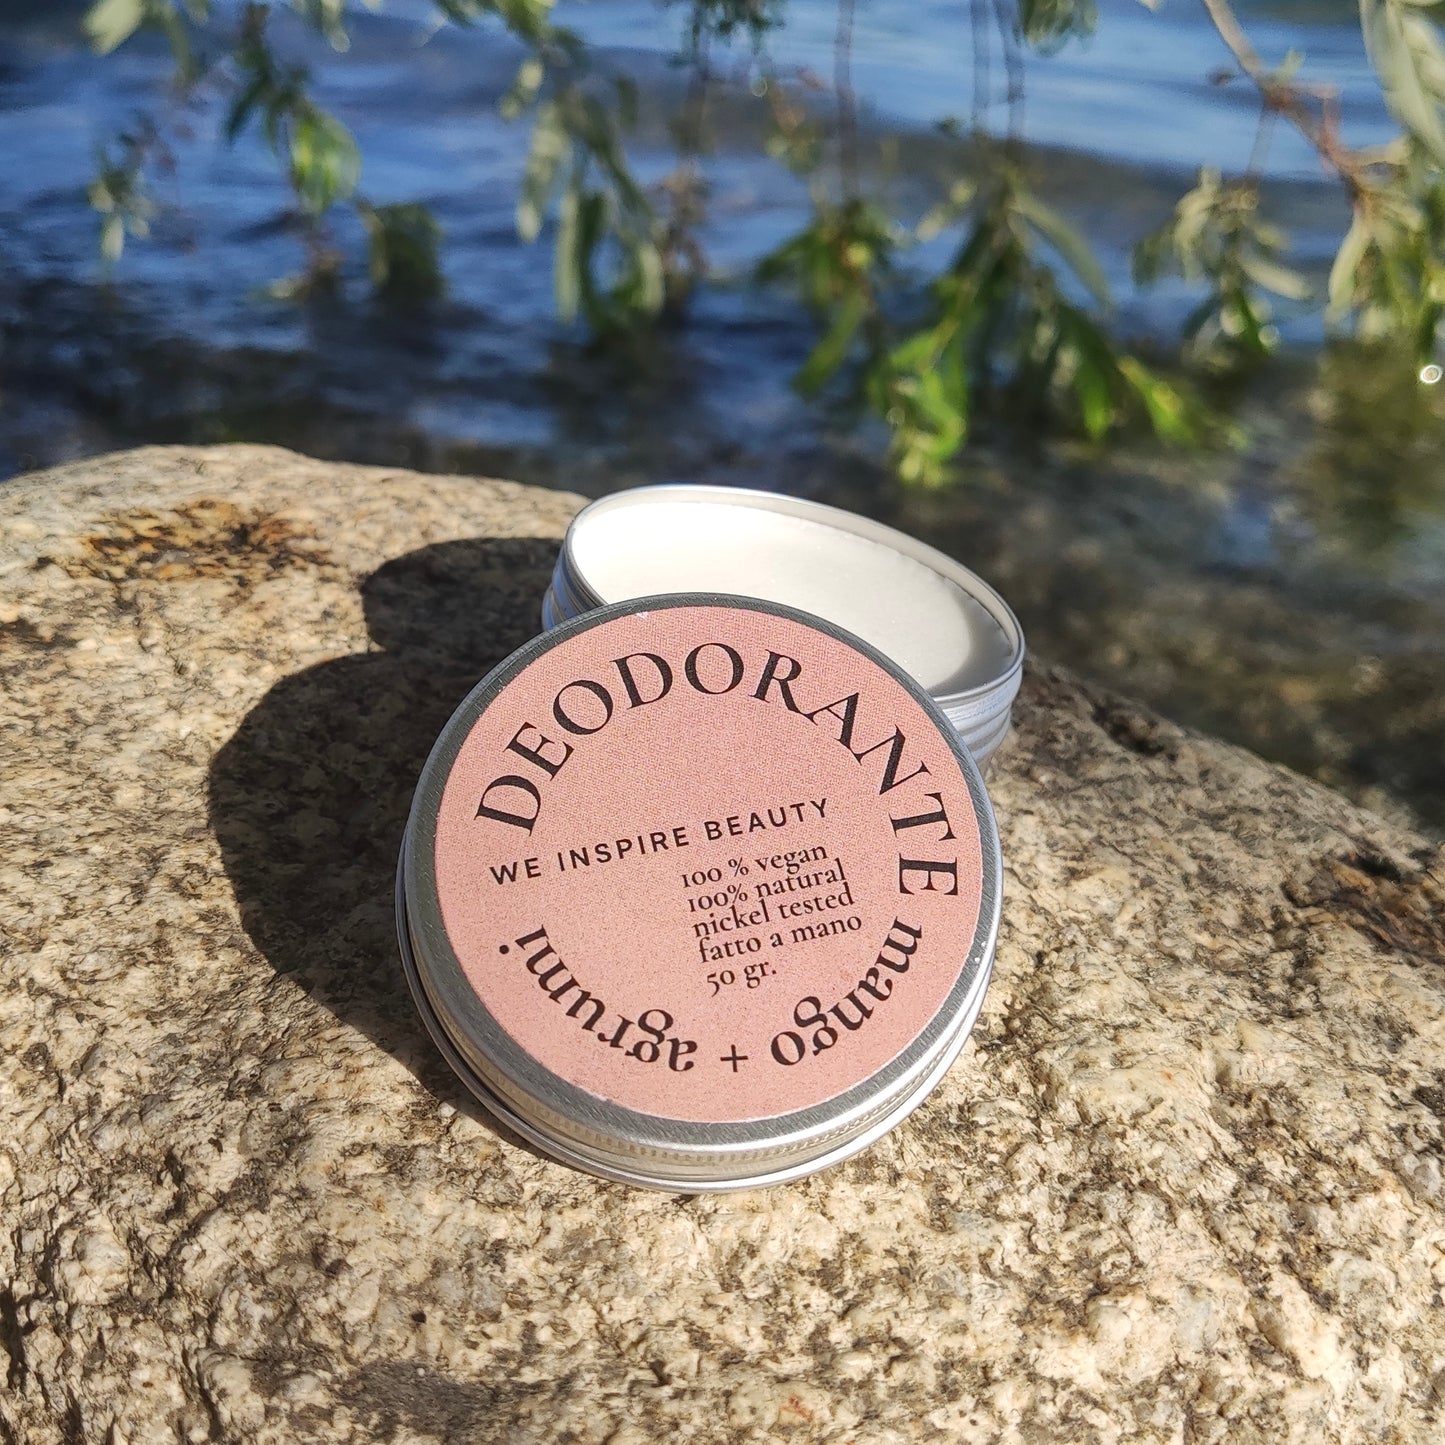 DEODORANTE
WE INSPIRE BEAUTY
100 % vegan
100% natural
nickel tested
fatto a mano
50 gr.
mango + agrumi